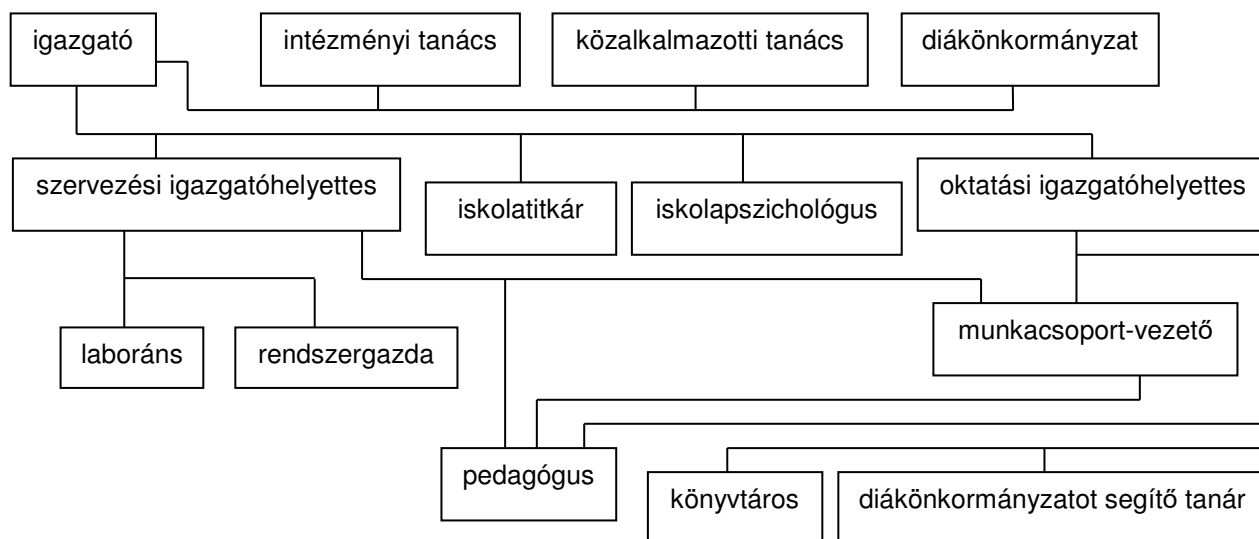 igazgató
intézményi tanács
közalkalmazotti tanács
diákönkormányzat
szervezési igazgatóhelyettes
iskolatitkár
iskolapszichológus
oktatási igazgatóhelyettes
laboráns
rendszergazda
munkacsoport-vezető
pedagógus
könyvtáros
diákönkormányzatot segítő tanár